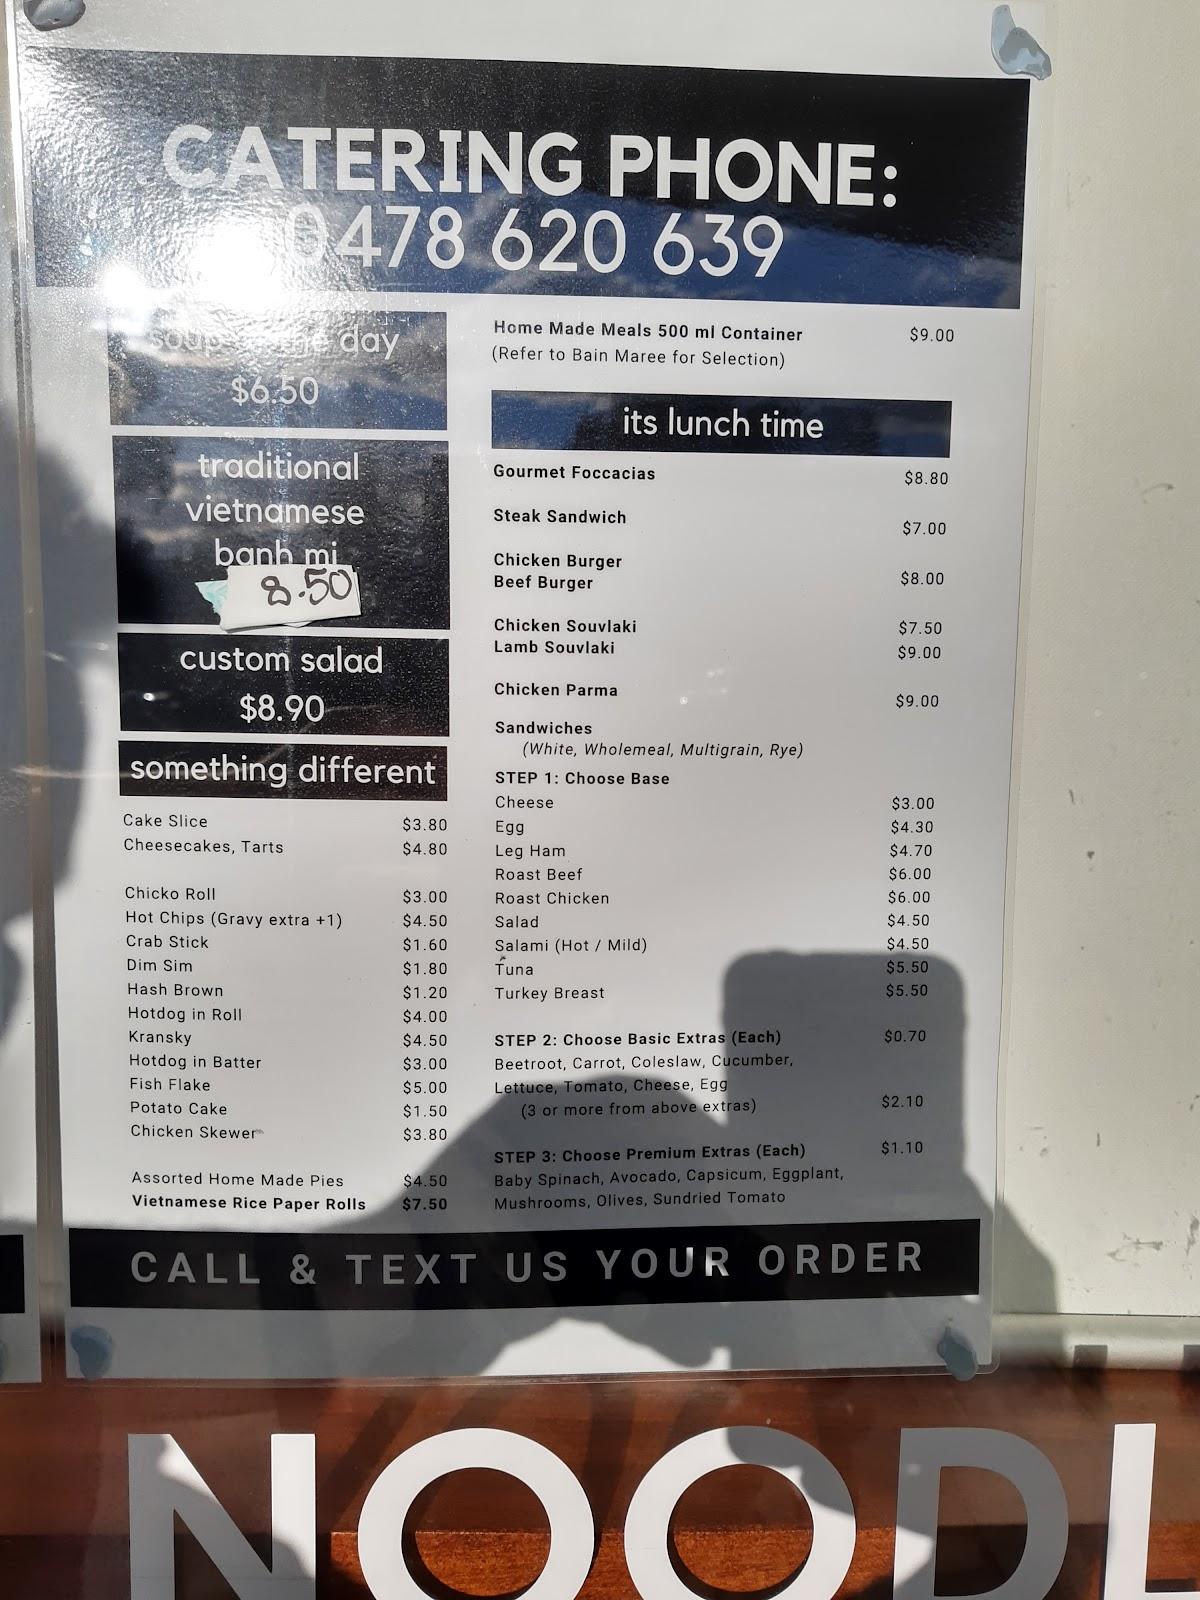 CATERING PHONE:
0478 620 639
soup of the day
$6.50
traditional
vietnamese
banh mi
8.50
custom salad
$8.90
something different
Cake Slice $3.80
Cheesecakes, Tarts $4.80
Chicko Roll $3.00
Hot Chips (Gravy extra +1) $4.50
Crab Stick $1.60
Dim Sim $1.80
Hash Brown $1.20
Hotdog in Roll $4.00
Kransky $4.50
Hotdog in Batter $3.00
Fish Flake $5.00
Potato Cake $1.50
Chicken Skewer $3.80
Assorted Home Made Pies $4.50
Vietnamese Rice Paper Rolls $7.50
Home Made Meals 500 ml Container $9.00
(Refer to Bain Maree for Selection)
its lunch time
Gourmet Foccacias $8.80
Steak Sandwich $7.00
Chicken Burger
Beef Burger $8.00
Chicken Souvlaki $7.50
Lamb Souvlaki $9.00
Chicken Parma $9.00
Sandwiches
(White, Wholemeal, Multigrain, Rye)
STEP 1: Choose Base
Cheese $3.00
Egg $4.30
Leg Ham $4.70
Roast Beef $6.00
Roast Chicken $6.00
Salad $4.50
Salami (Hot / Mild) $4.50
Tuna $5.50
Turkey Breast $5.50
STEP 2: Choose Basic Extras (Each) $0.70
Beetroot, Carrot, Coleslaw, Cucumber,
Lettuce, Tomato, Cheese, Egg
(3 or more from above extras) $2.10
STEP 3: Choose Premium Extras (Each) $1.10
Baby Spinach, Avocado, Capsicum, Eggplant,
Mushrooms, Olives, Sundried Tomato
CALL & TEXT US YOUR ORDER
NOODL